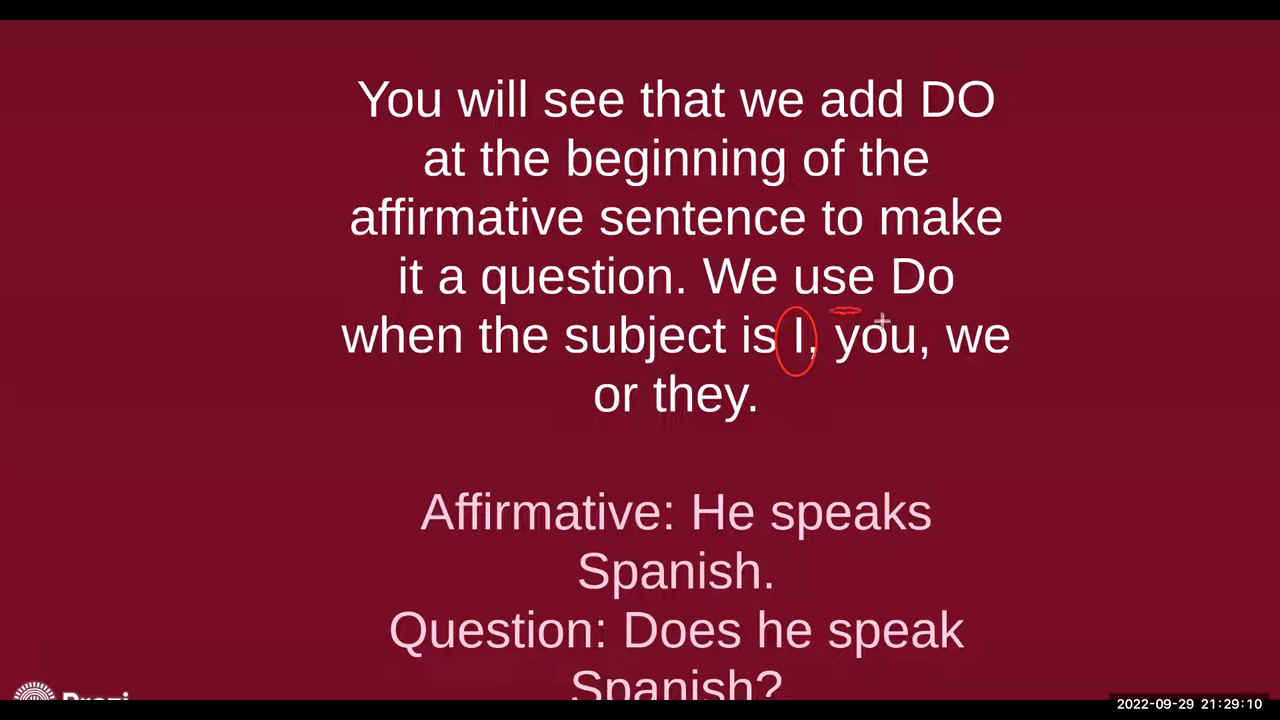 You will see that we add DO
at the beginning of the
affirmative sentence to make
it a question. We use Do
when the subject is I, you, we
or they.
Affirmative: He speaks
Spanish.
Question: Does he speak
Spanish?
Prezi
2022-09-29 21:29:10